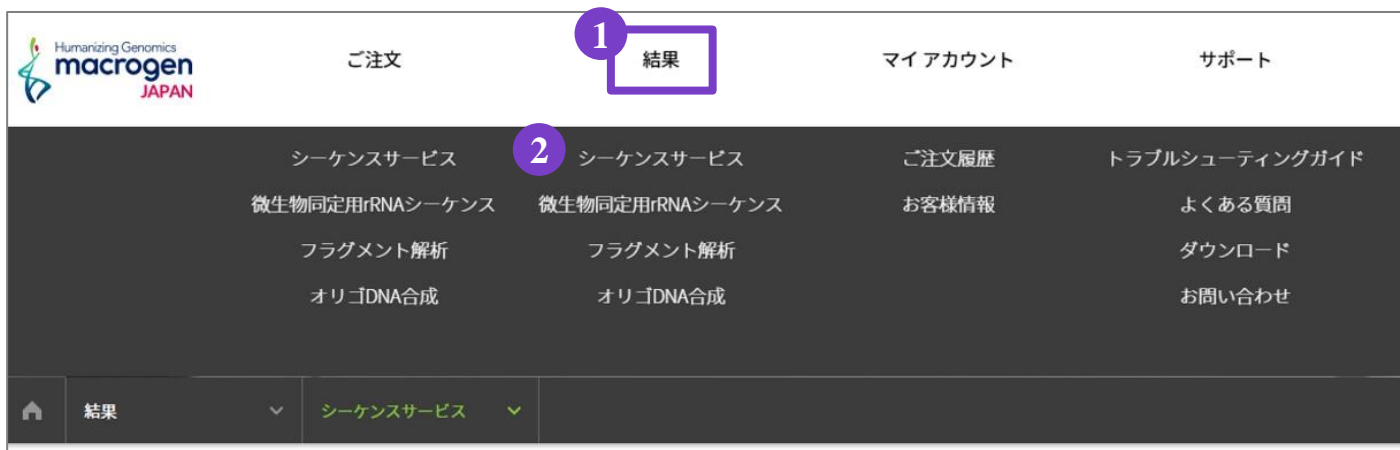 Humanizing Genomics
macrogen
JAPAN
ご注文
1
結果
マイ アカウント
サポート
シーケンスサービス
2
シーケンスサービス
ご注文履歴
トラブルシューティングガイド
微生物同定用rRNAシーケンス
微生物同定用rRNAシーケンス
お客様情報
よくある質問
フラグメント解析
フラグメント解析
ダウンロード
オリゴDNA合成
オリゴDNA合成
お問い合わせ
結果
シーケンスサービス